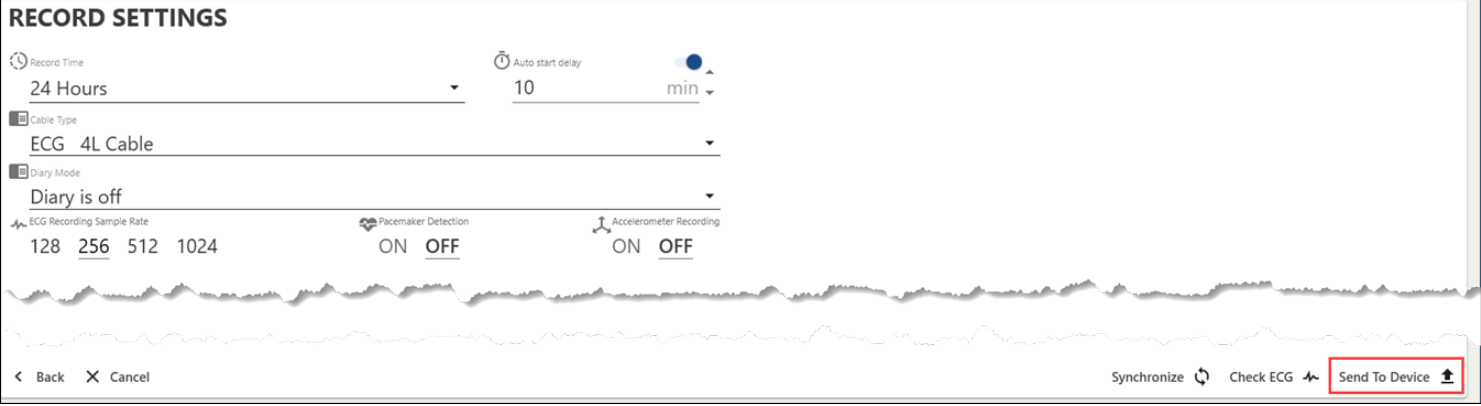 RECORD SETTINGS
Record Time Auto start delay
24 Hours 10 min
Cable Type
ECG 4L Cable
Diary Mode
Diary is off
ECG Recording Sample Rate Pacemaker Detection Accelerometer Recording
128 256 512 1024 ON OFF ON OFF
Back Cancel Synchronize Check ECG Send To Device